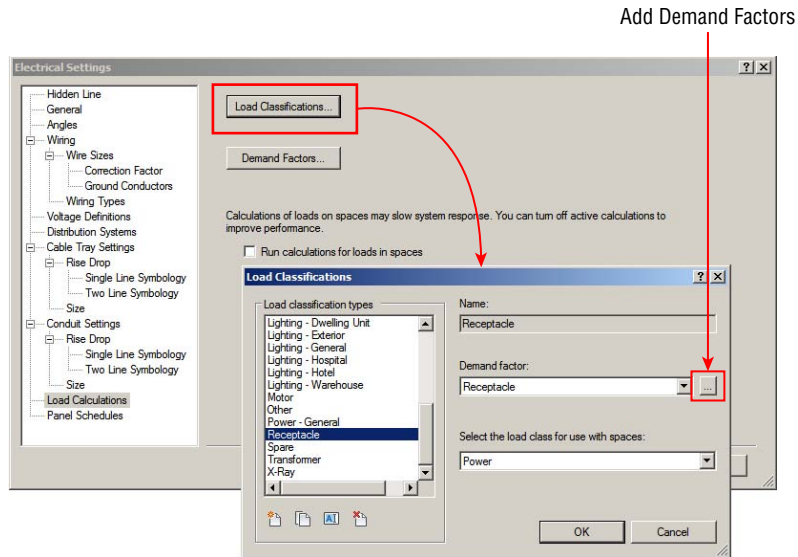 Add Demand Factors
Electrical Settings
Hidden Line
General
Angles
Wiring
Wire Sizes
Correction Factor
Ground Conductors
Wiring Types
Voltage Definitions
Distribution Systems
Cable Tray Settings
Rise Drop
Single Line Symbology
Two Line Symbology
Size
Conduit Settings
Rise Drop
Single Line Symbology
Two Line Symbology
Size
Load Calculations
Panel Schedules
Load Classifications...
Demand Factors...
Calculations of loads on spaces may slow system response. You can turn off active calculations to
improve performance.
Run calculations for loads in spaces
Load Classifications
Load classification types
Lighting - Dwelling Unit
Lighting - Exterior
Lighting - General
Lighting - Hospital
Lighting - Hotel
Lighting - Warehouse
Motor
Other
Power - General
Receptacle
Spare
Transformer
X-Ray
Name:
Receptacle
Demand factor:
Receptacle
...
Select the load class for use with spaces:
Power
OK Cancel